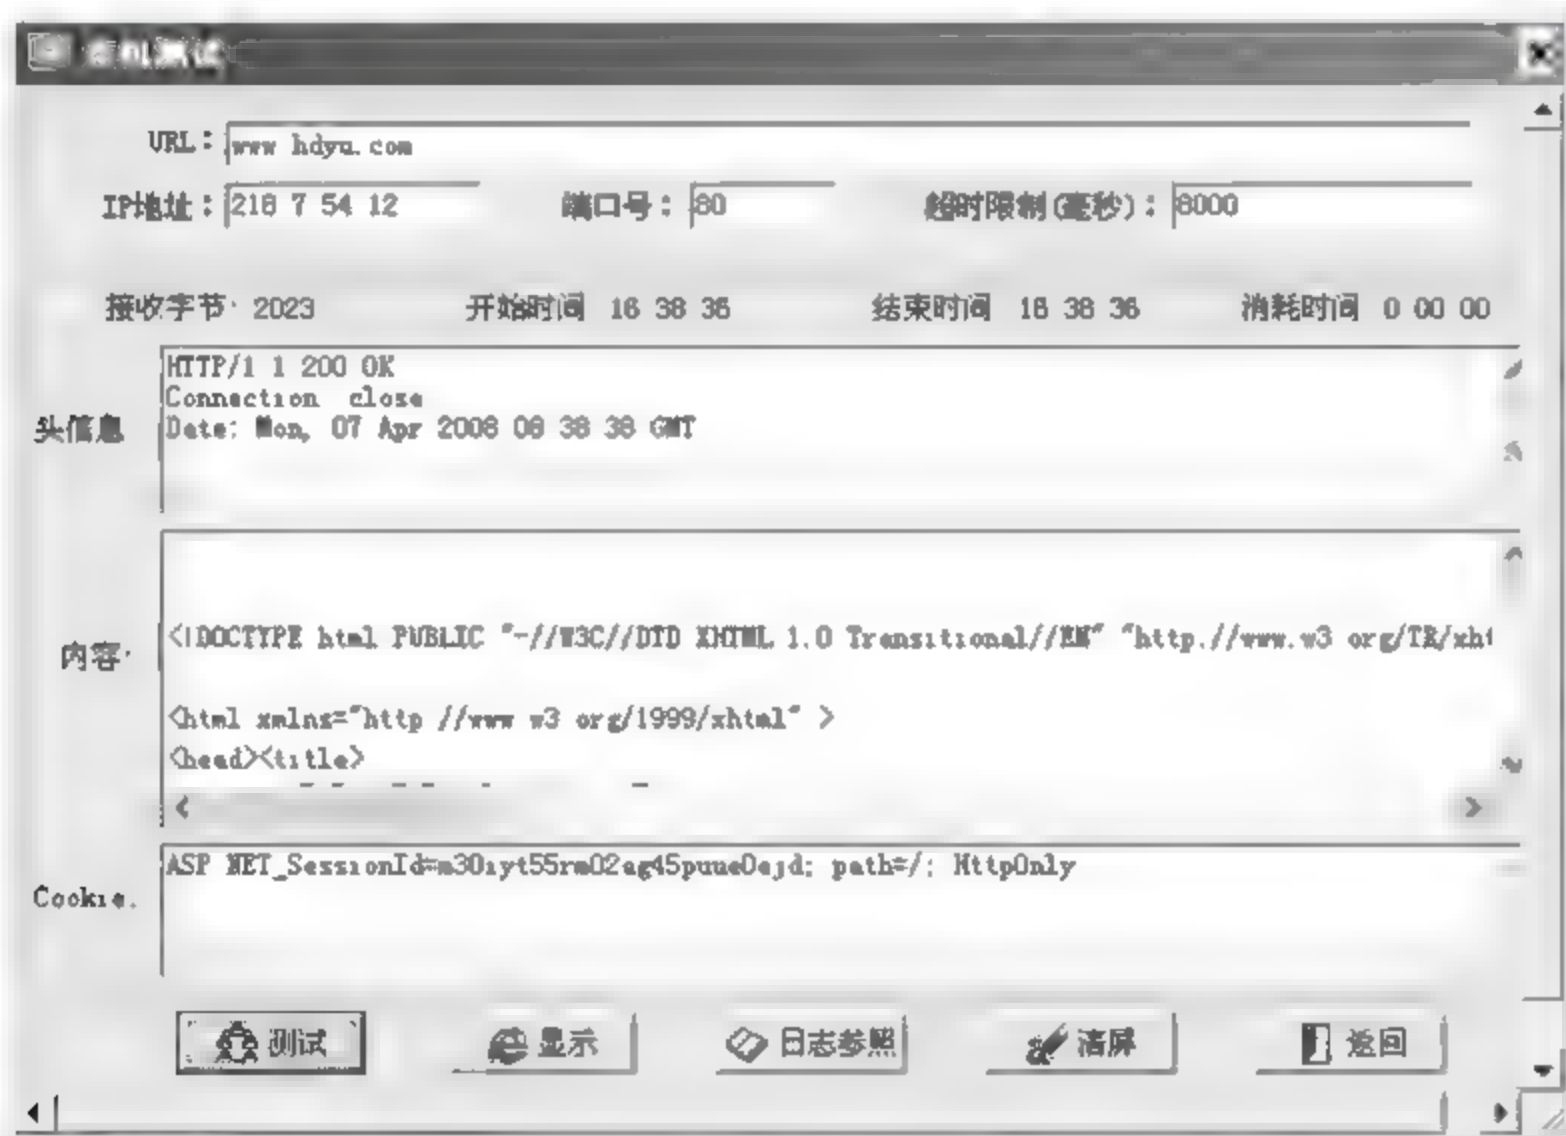 测试
URL: www hdyu.com
IP地址: 218 7 54 12 端口号: 80 超时限制(毫秒): 8000
接收字节: 2023 开始时间 16 38 36 结束时间 16 38 36 消耗时间 0 00 00
头信息
HTTP/1 1 200 OK
Connection close
Date: Mon, 07 Apr 2008 08 38 38 GMT
内容:
<!DOCTYPE html PUBLIC "-//W3C//DTD XHTML 1.0 Transitional//EN" "http://www.w3 org/TR/xht
<html xmlns="http //www w3 org/1999/xhtml" >
<head><title>
Cookie:
ASP NET_SessionId=m30iyt55rm02ag45puue0ejd; path=/; HttpOnly
测试 显示 日志参照 清屏 返回